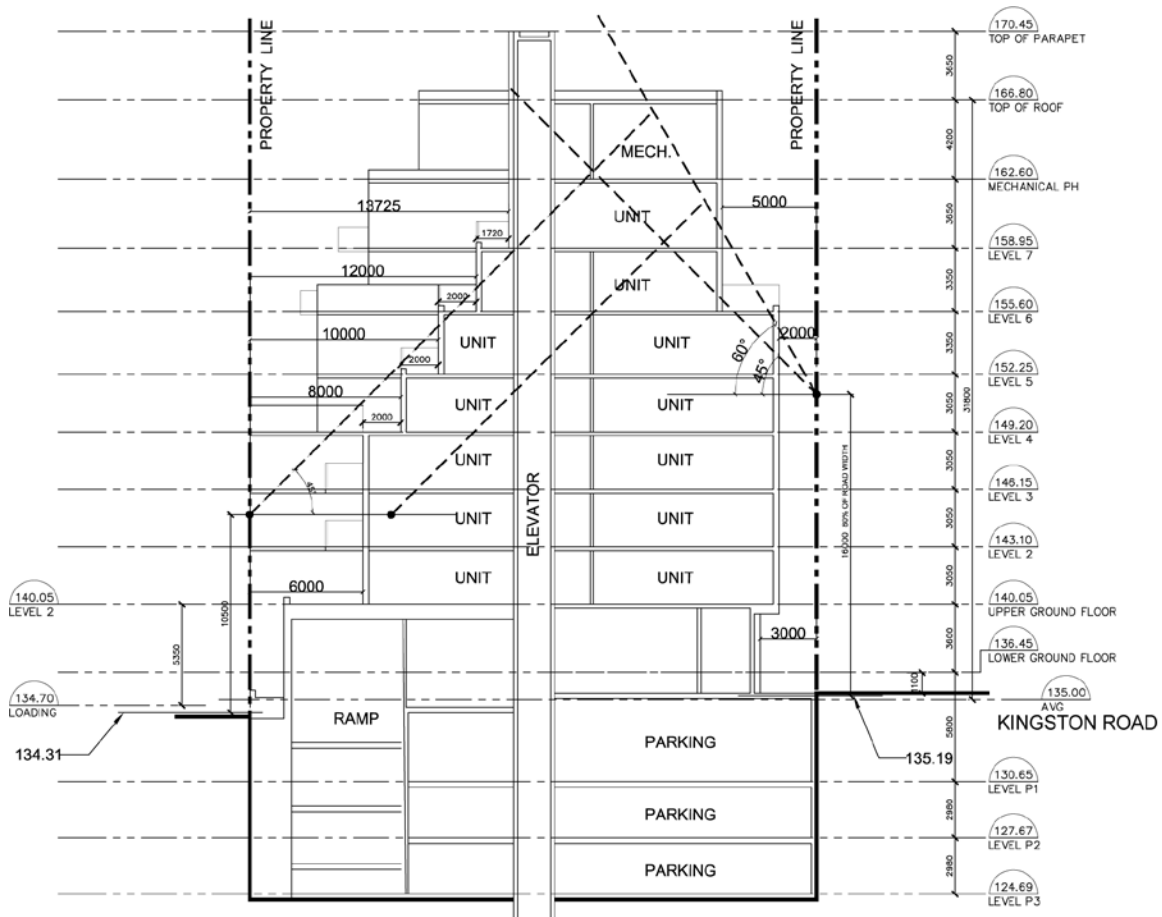 PROPERTY LINE
PROPERTY LINE
170.45
TOP OF PARAPET
3650
166.80
TOP OF ROOF
4200
MECH.
162.60
MECHANICAL PH
13725
5000
UNIT
3650
1720
158.95
LEVEL 7
12000
UNIT
3350
2000
155.60
LEVEL 6
10000
UNIT
UNIT
2000
60°
45°
3350
2000
152.25
LEVEL 5
8000
UNIT
UNIT
3050
31800
2000
149.20
LEVEL 4
UNIT
UNIT
3050
45°
146.15
LEVEL 3
ELEVATOR
UNIT
UNIT
3050
16000 80% OF ROAD WIDTH
143.10
LEVEL 2
6000
UNIT
UNIT
3050
10500
140.05
LEVEL 2
140.05
UPPER GROUND FLOOR
5350
3000
3600
136.45
LOWER GROUND FLOOR
1100
134.70
LOADING
135.00
AVG
RAMP
KINGSTON ROAD
134.31
PARKING
5800
135.19
130.65
LEVEL P1
PARKING
2980
127.67
LEVEL P2
PARKING
2980
124.69
LEVEL P3